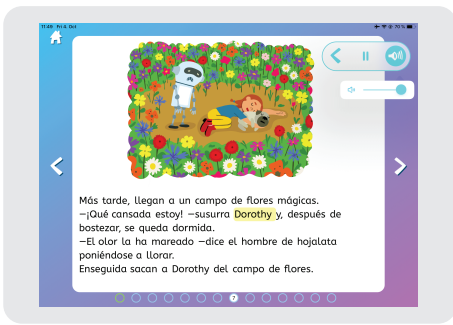 11:49 Fri 4. Oct
70 %
Más tarde, llegan a un campo de flores mágicas.
—¡Qué cansada estoy! —susurra Dorothy y, después de
bostezar, se queda dormida.
—El olor la ha mareado —dice el hombre de hojalata
poniéndose a llorar.
Enseguida sacan a Dorothy del campo de flores.
7